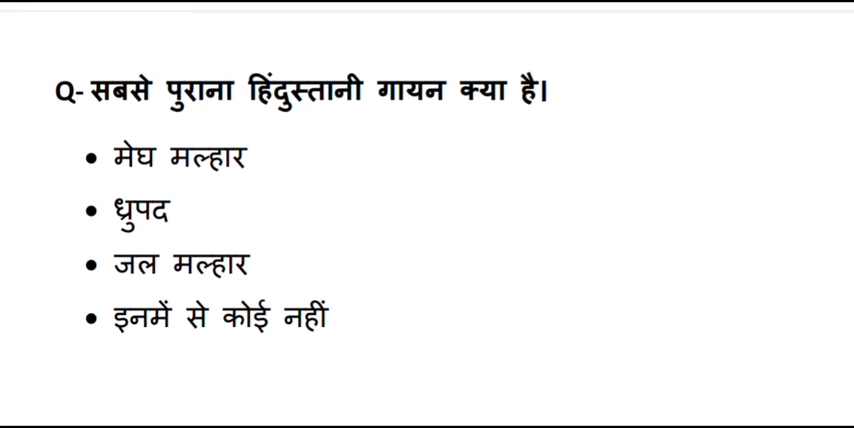 Q- सबसे पुराना हिंदुस्तानी गायन क्या है।
• मेघ मल्हार
• ध्रुपद
• जल मल्हार
• इनमें से कोई नहीं